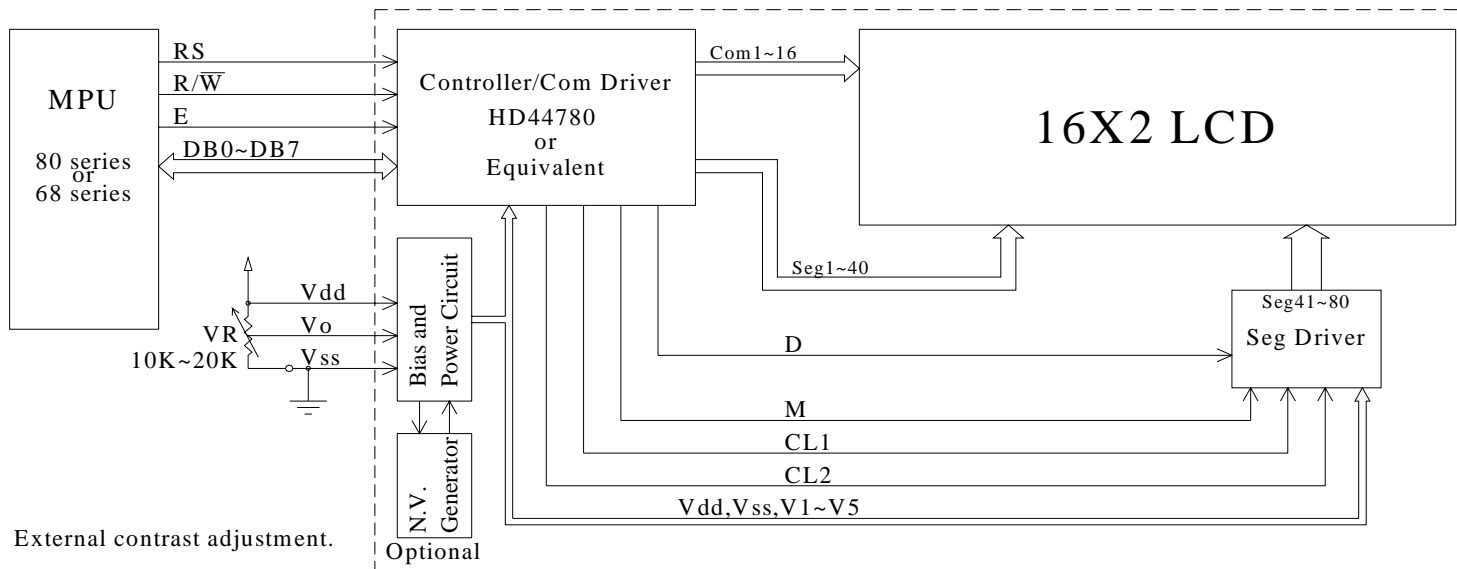 MPU
80 series
or
68 series
RS
R/W̅
E
DB0~DB7
Controller/Com Driver
HD44780
or
Equivalent
Com1~16
16X2 LCD
Seg1~40
Seg41~80
Seg Driver
Vdd
Vo
Vss
VR
10K~20K
Bias and
Power Circuit
N.V.
Generator
Optional
D
M
CL1
CL2
Vdd,Vss,V1~V5
External contrast adjustment.